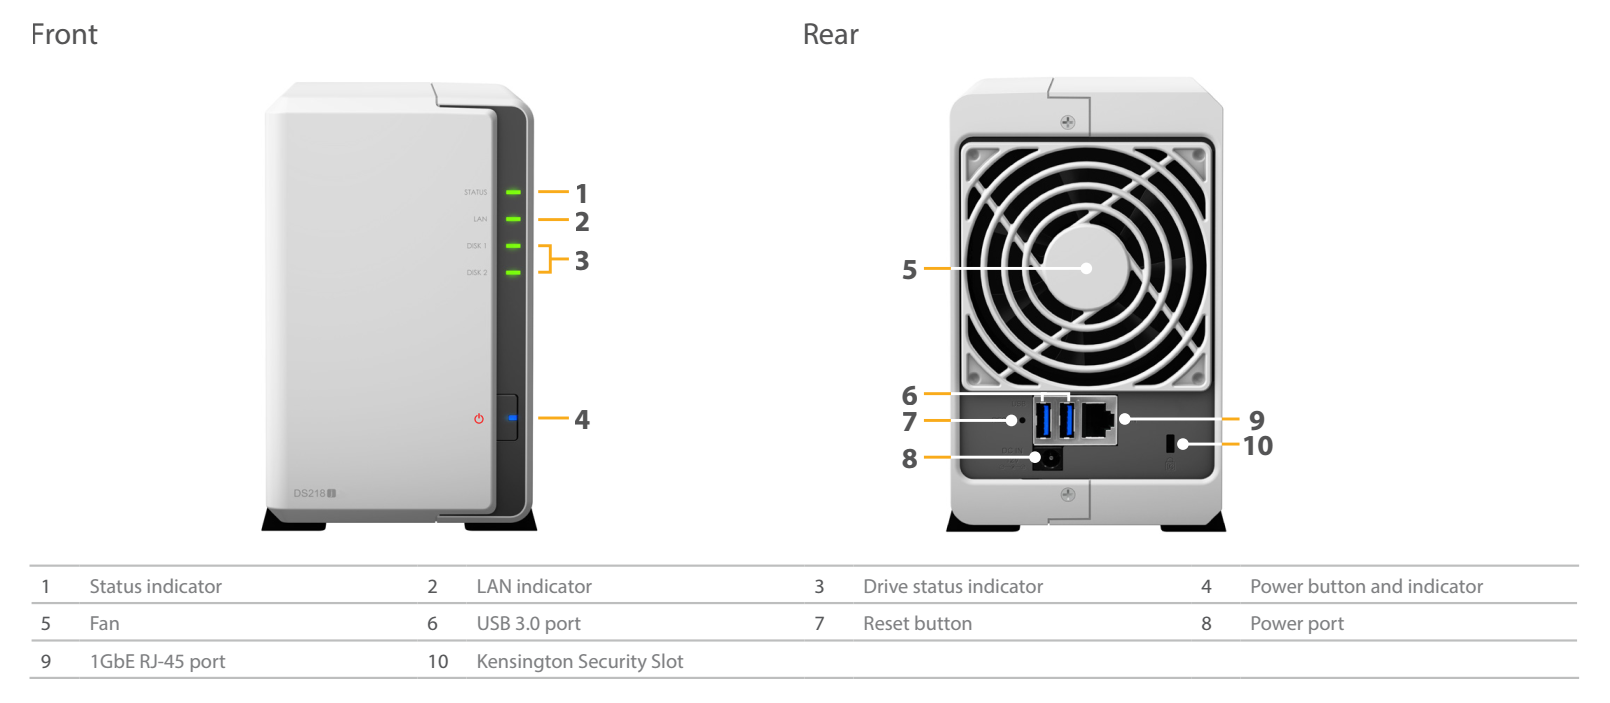 Front
Rear
STATUS
LAN
DISK 1
DISK 2
DS218j
1
2
3
4
5
6
7
8
9
10
1 Status indicator 2 LAN indicator 3 Drive status indicator 4 Power button and indicator
5 Fan 6 USB 3.0 port 7 Reset button 8 Power port
9 1GbE RJ-45 port 10 Kensington Security Slot